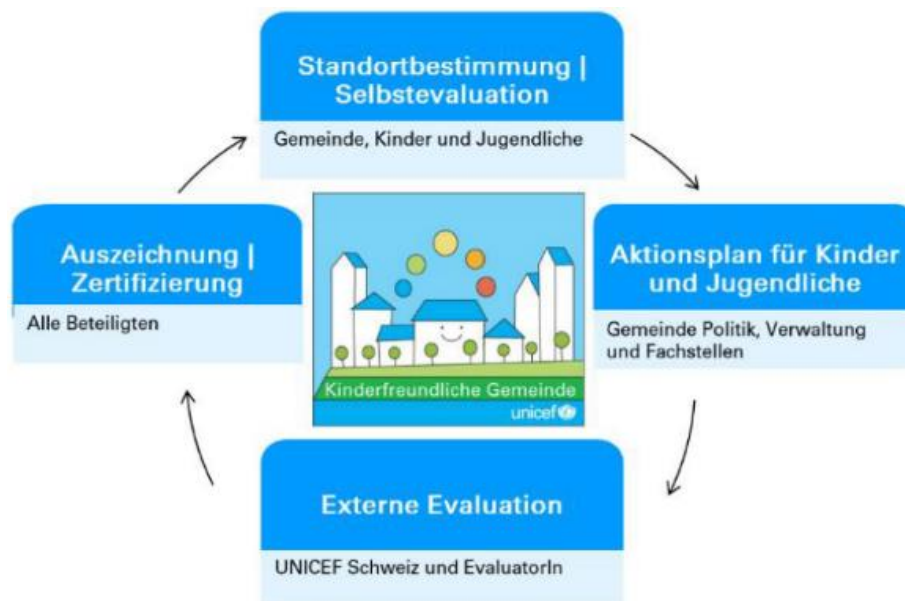 Standortbestimmung |
Selbstevaluation
Gemeinde, Kinder und Jugendliche
Auszeichnung |
Zertifizierung
Alle Beteiligten
Aktionsplan für Kinder
und Jugendliche
Gemeinde Politik, Verwaltung
und Fachstellen
Kinderfreundliche Gemeinde
unicef
Externe Evaluation
UNICEF Schweiz und EvaluatorIn